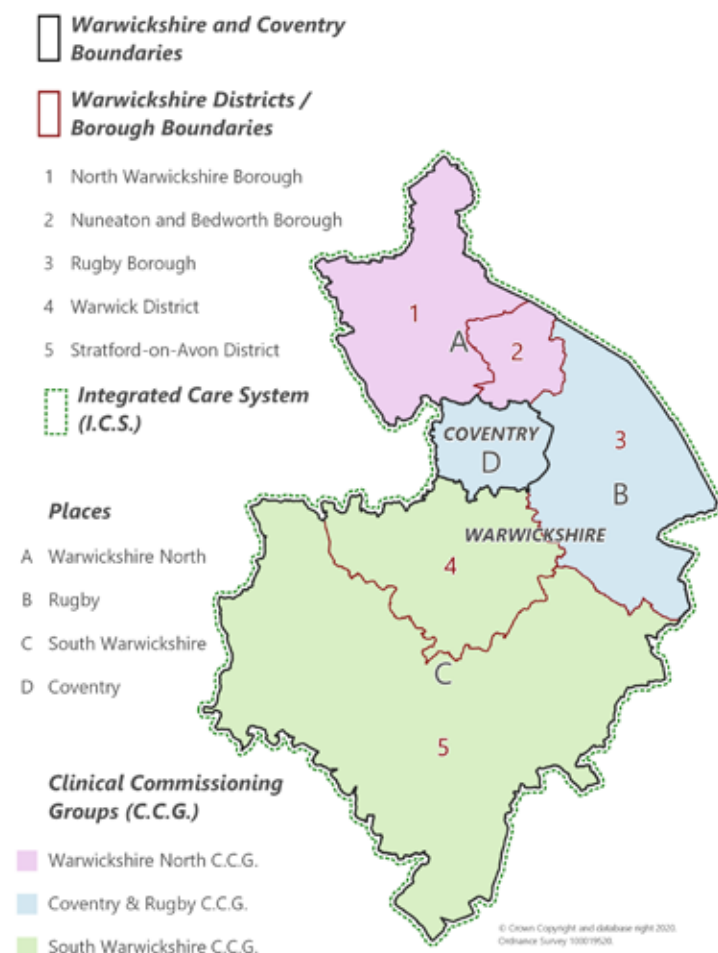 Warwickshire and Coventry
Boundaries
Warwickshire Districts /
Borough Boundaries
1 North Warwickshire Borough
2 Nuneaton and Bedworth Borough
3 Rugby Borough
4 Warwick District
5 Stratford-on-Avon District
Integrated Care System
(I.C.S.)
Places
A Warwickshire North
B Rugby
C South Warwickshire
D Coventry
Clinical Commissioning
Groups (C.C.G.)
Warwickshire North C.C.G.
Coventry & Rugby C.C.G.
South Warwickshire C.C.G.
1
A
2
COVENTRY
D
3
B
WARWICKSHIRE
4
C
5
© Crown Copyright and database right 2020.
Ordnance Survey 100019520.